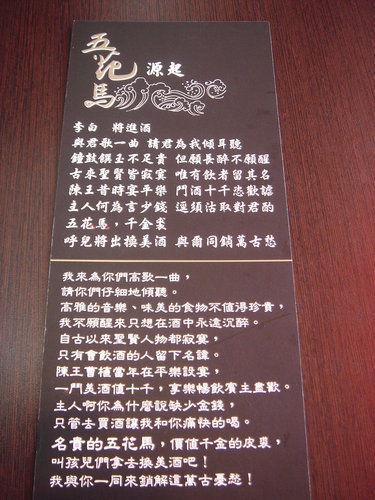 五花馬 源起
李白 將進酒
與君歌一曲 請君為我傾耳聽
鐘鼓饌玉不足貴 但願長醉不願醒
古來聖賢皆寂寞 唯有飲者留其名
陳王昔時宴平樂 鬥酒十千恣歡謔
主人何為言少錢 逕須沽取對君酌
五花馬，千金裘
呼兒將出換美酒 與爾同銷萬古愁
我來為你們高歌一曲，
請你們仔細地傾聽。
高雅的音樂、味美的食物不值得珍貴，
我不願醒來只想在酒中永遠沉醉。
自古以來聖賢人物都寂寥，
只有會飲酒的人留下名諱。
陳王曹植當年在平樂設宴，
一鬥美酒值十千，享樂暢飲賓主盡歡。
主人啊你為什麼說缺少金錢，
只管去買酒讓我和你痛快的喝。
名貴的五花馬，價值千金的皮裘，
叫孩兒們拿去換美酒吧！
我與你一同來銷解這萬古憂愁！